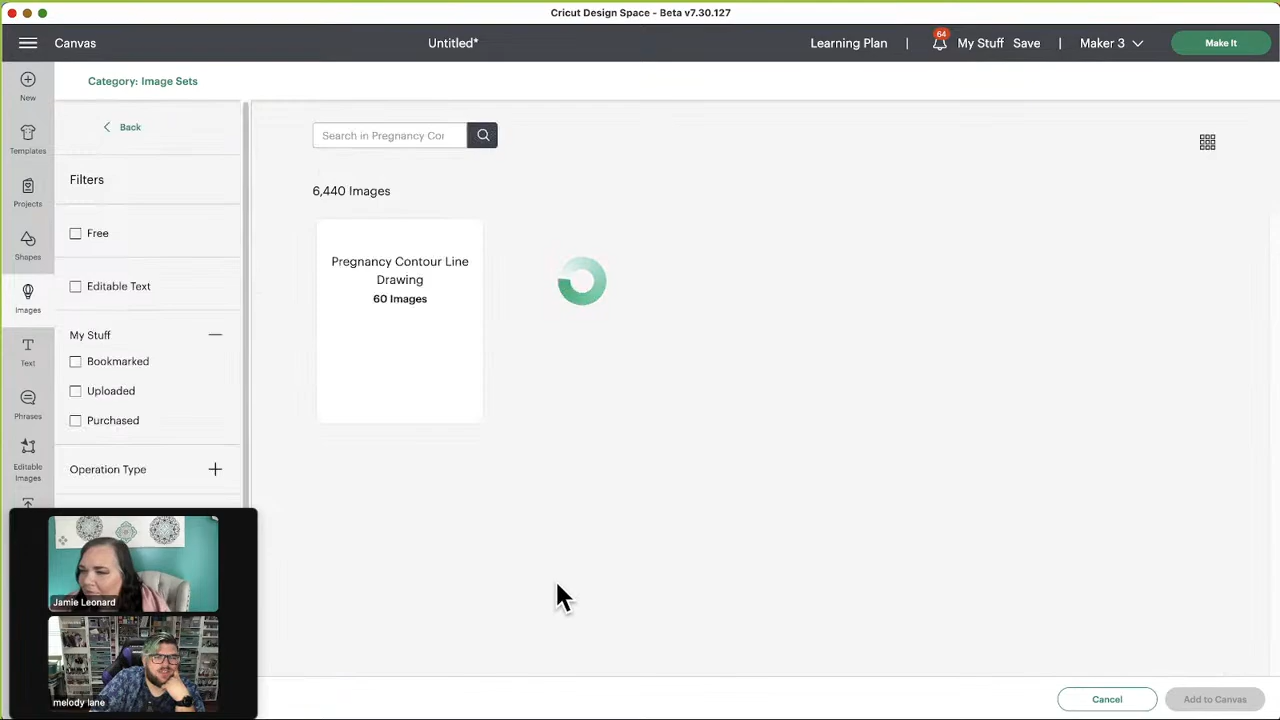 Cricut Design Space - Beta v7.30.127
Canvas
Untitled*
Learning Plan
|
64
My Stuff
Save
|
Maker 3
Make It
New
Templates
Projects
Shapes
Images
Text
Phrases
Editable
Images
Category: Image Sets
Back
Filters
Free
Editable Text
My Stuff
Bookmarked
Uploaded
Purchased
Operation Type
Search in Pregnancy Cor
6,440 Images
Pregnancy Contour Line
Drawing
60 Images
Jamie Leonard
melody lane
Cancel
Add to Canvas